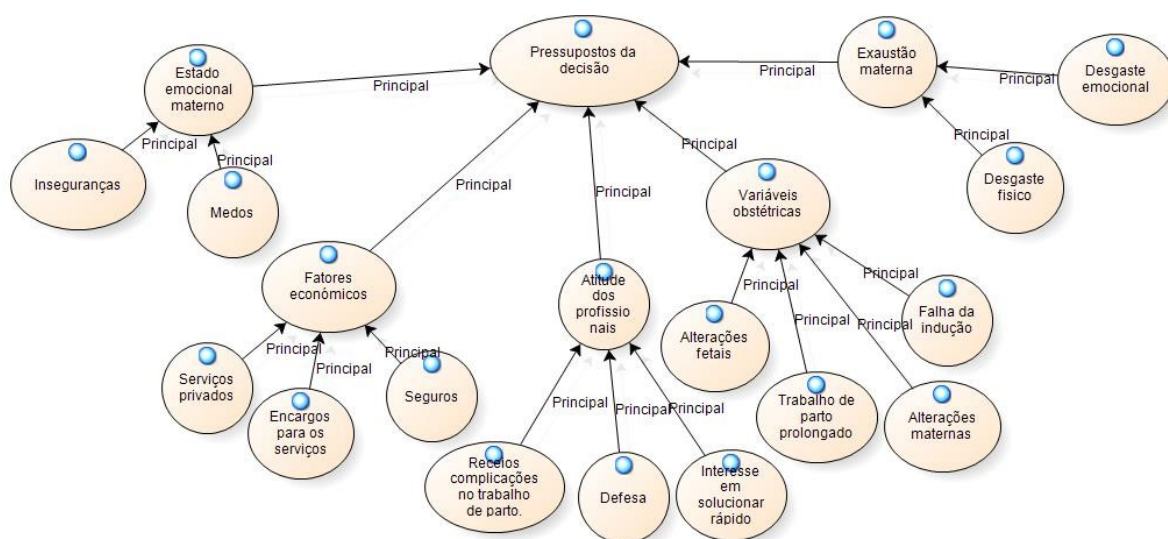 Pressupostos da
decisão
Estado
emocional
materno
Exaustão
materna
Desgaste
emocional
Principal
Principal
Principal
Principal
Principal
Inseguranças
Medos
Principal
Desgaste
fisico
Principal
Principal
Principal
Variáveis
obstétricas
Fatores
económicos
Atitude
dos
profissio
nais
Principal
Principal
Principal
Principal
Alterações
fetais
Falha da
indução
Principal
Principal
Principal
Serviços
privados
Encargos
para os
serviços
Seguros
Principal
Principal
Principal
Trabalho de
parto
prolongado
Alterações
maternas
Receios
complicações
no trabalho
de parto.
Defesa
Interesse em
solucionar
rápido